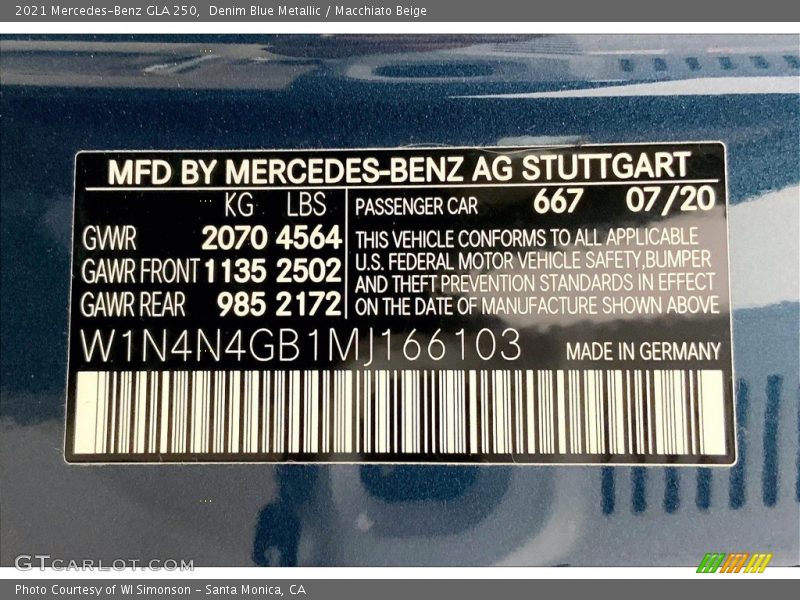 2021 Mercedes-Benz GLA 250, Denim Blue Metallic / Macchiato Beige
MFD BY MERCEDES-BENZ AG STUTTGART
KG LBS
GVWR 2070 4564
GAWR FRONT 1135 2502
GAWR REAR 985 2172
PASSENGER CAR 667 07/20
THIS VEHICLE CONFORMS TO ALL APPLICABLE
U.S. FEDERAL MOTOR VEHICLE SAFETY,BUMPER
AND THEFT PREVENTION STANDARDS IN EFFECT
ON THE DATE OF MANUFACTURE SHOWN ABOVE
W1N4N4GB1MJ166103
MADE IN GERMANY
GTCARLOT.COM
Photo Courtesy of WI Simonson - Santa Monica, CA